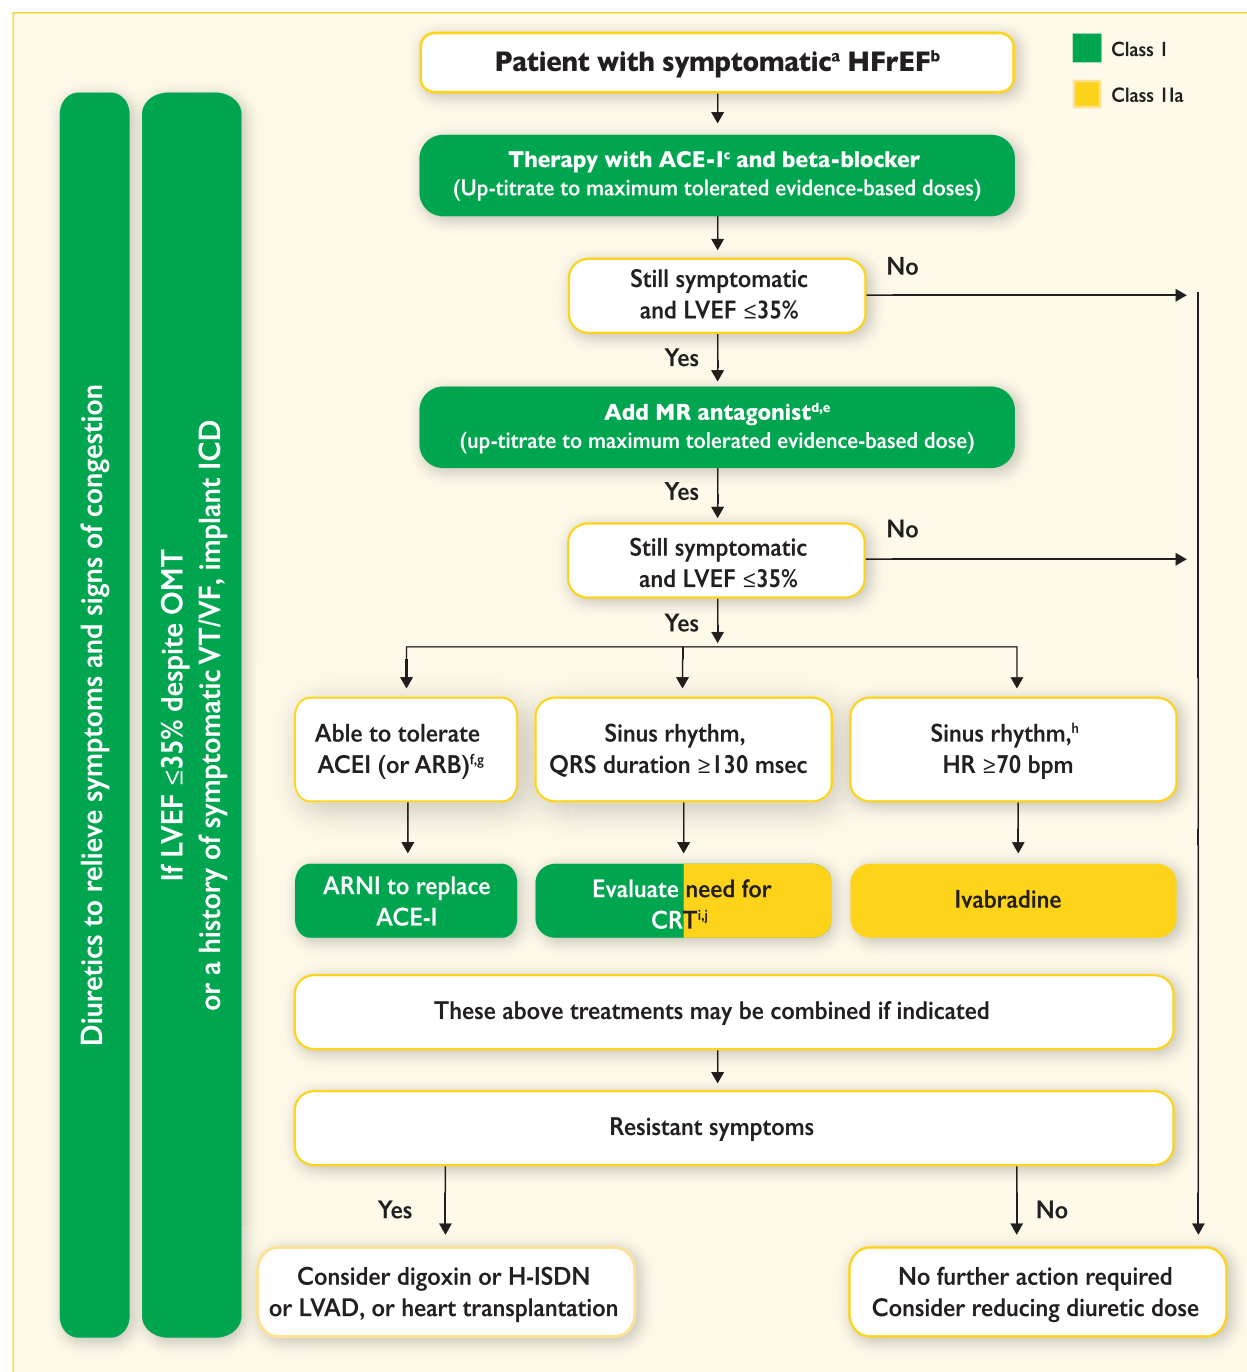 Patient with symptomaticᵃ HFrEFᵇ
Class I
Class IIa
Therapy with ACE-Iᶜ and beta-blocker
(Up-titrate to maximum tolerated evidence-based doses)
Still symptomatic
and LVEF ≤35%
No
Yes
Add MR antagonistᵈ,ᵉ
(up-titrate to maximum tolerated evidence-based dose)
Yes
Still symptomatic
and LVEF ≤35%
No
Yes
Able to tolerate
ACEI (or ARB)ᶠ,ᵍ
Sinus rhythm,
QRS duration ≥130 msec
Sinus rhythm,ʰ
HR ≥70 bpm
ARNI to replace
ACE-I
Evaluate need for
CRTⁱ,ʲ
Ivabradine
These above treatments may be combined if indicated
Resistant symptoms
Yes
No
Consider digoxin or H-ISDN
or LVAD, or heart transplantation
No further action required
Consider reducing diuretic dose
Diuretics to relieve symptoms and signs of congestion
If LVEF ≤35% despite OMT
or a history of symptomatic VT/VF, implant ICD